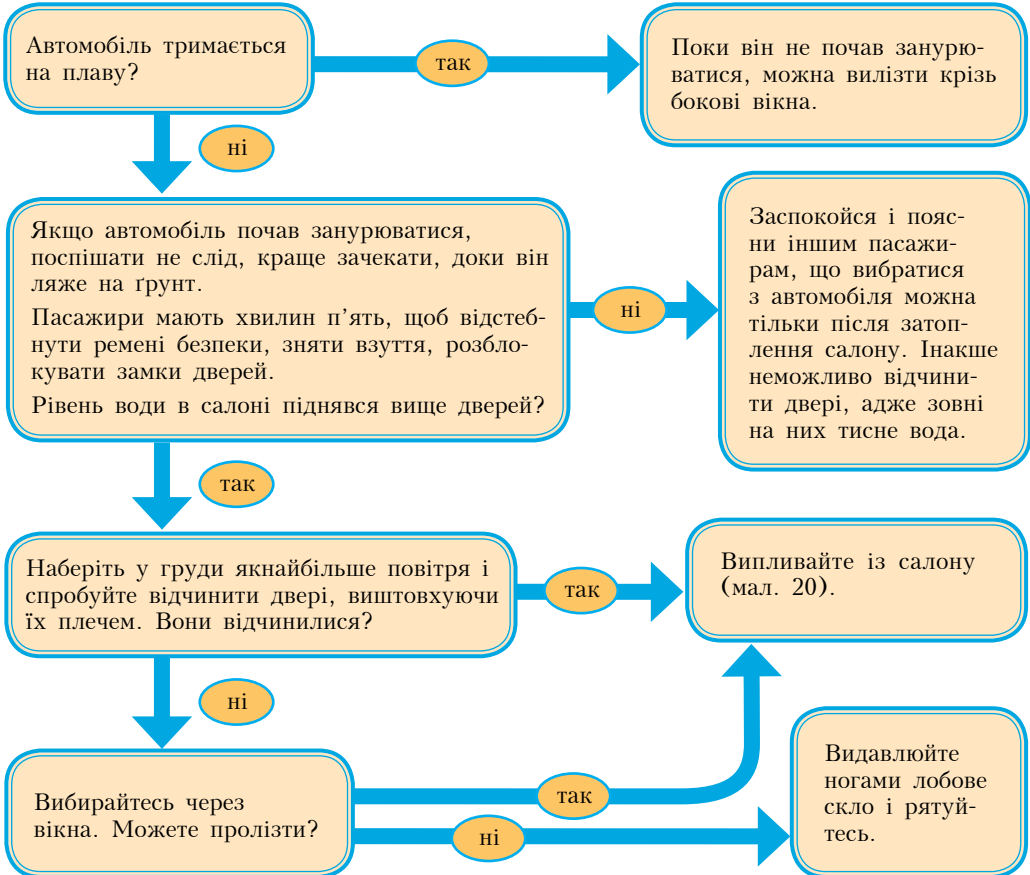 Автомобіль тримається
на плаву?
так
Поки він не почав занурю-
ватися, можна вилізти крізь
бокові вікна.
ні
Якщо автомобіль почав занурюватися,
поспішати не слід, краще зачекати, доки він
ляже на ґрунт.
Пасажири мають хвилин п’ять, щоб відстеб-
нути ремені безпеки, зняти взуття, розбло-
кувати замки дверей.
Рівень води в салоні піднявся вище дверей?
ні
Заспокойся і пояс-
ни іншим пасажи-
рам, що вибратися
з автомобіля можна
тільки після затоп-
лення салону. Інакше
неможливо відчини-
ти двері, адже зовні
на них тисне вода.
так
Наберіть у груди якнайбільше повітря і
спробуйте відчинити двері, виштовхуючи
їх плечем. Вони відчинилися?
так
Випливайте із салону
(мал. 20).
ні
Вибирайтесь через
вікна. Можете пролізти?
так
ні
Видавлюйте
ногами лобове
скло і рятуй-
тесь.